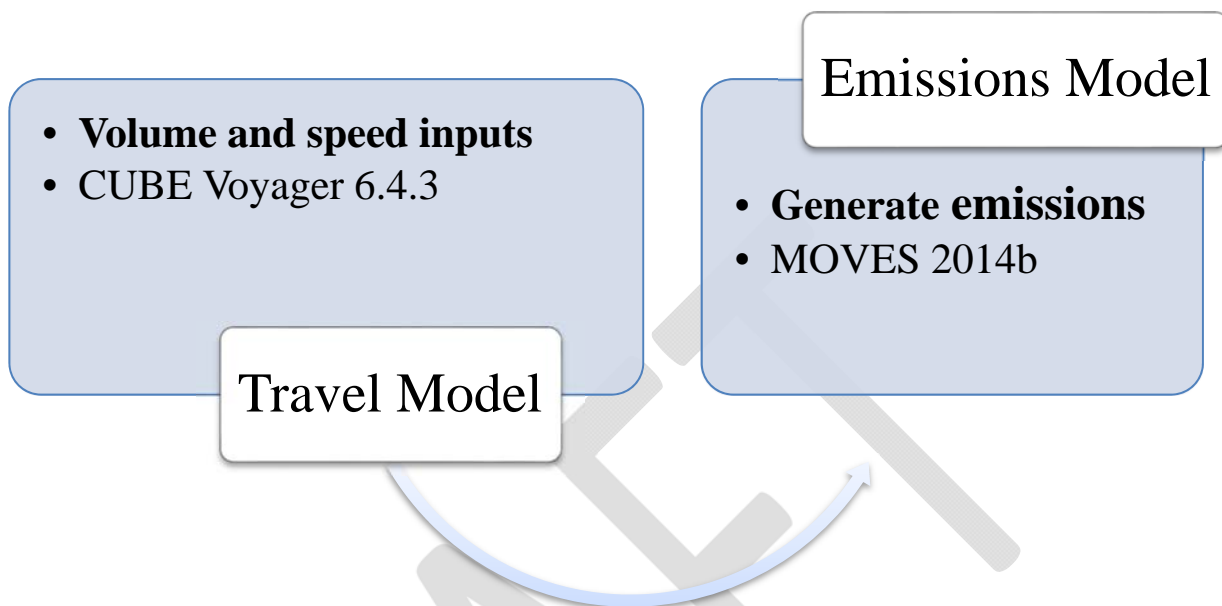 • Volume and speed inputs
• CUBE Voyager 6.4.3
Travel Model
Emissions Model
• Generate emissions
• MOVES 2014b